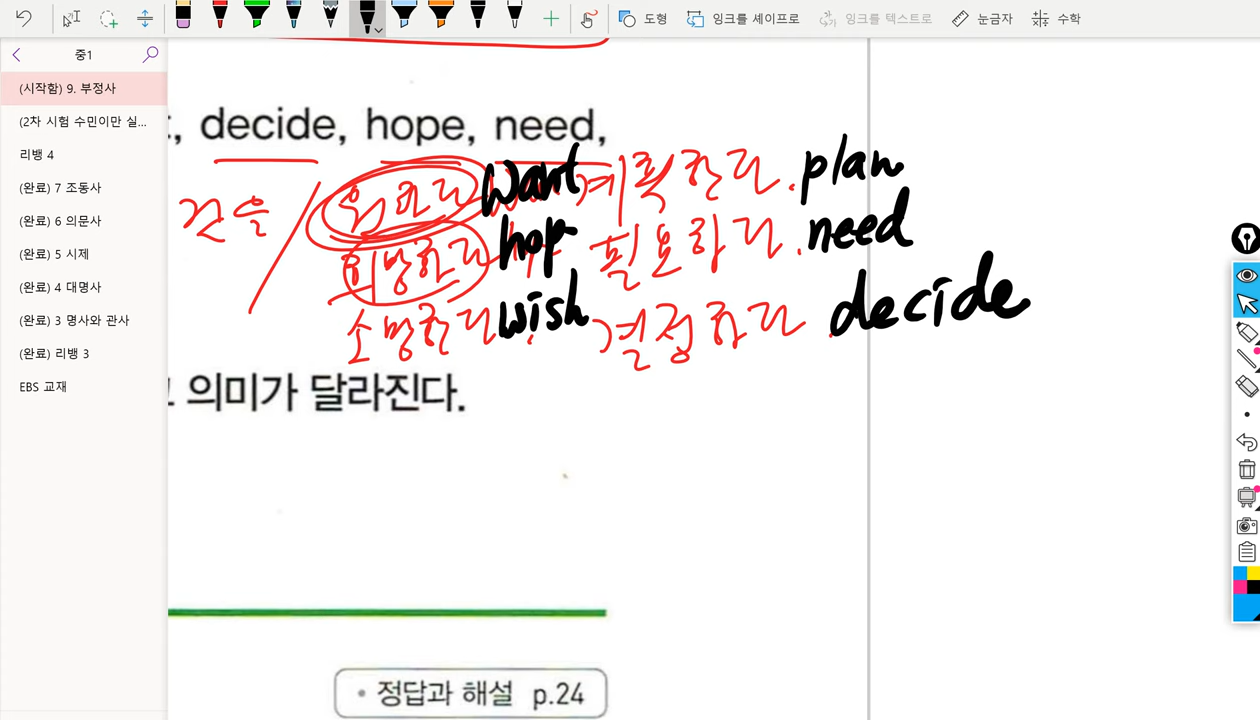 도형 잉크를 셰이프로 잉크를 텍스트로 눈금자 수학
중1
(시작함) 9. 부정사
(2차 시험 수민이만 실...
리뱅 4
(완료) 7 조동사
(완료) 6 의문사
(완료) 5 시제
(완료) 4 대명사
(완료) 3 명사와 관사
(완료) 리뱅 3
EBS 교재
decide, hope, need,
것을 / 원한다 want 계획한다. plan
희망한다 hop 필요하다. need
소망한다 wish 결정하다. decide
의미가 달라진다.
• 정답과 해설 p.24